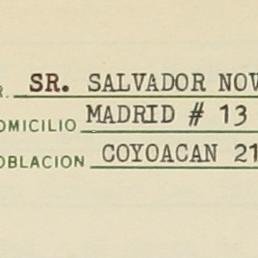 R. SR. SALVADOR NOV
OMICILIO MADRID # 13
OBLACION COYOACAN 21